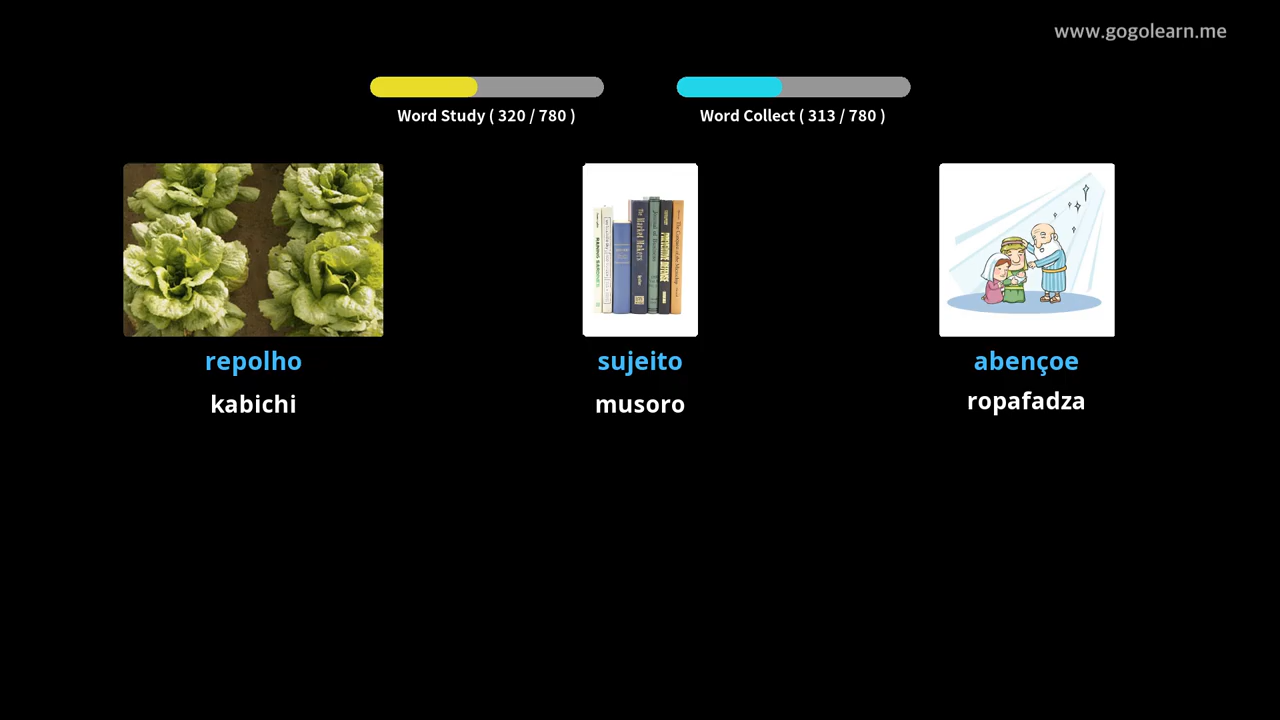 www.gogolearn.me
Word Study ( 320 / 780 )
Word Collect ( 313 / 780 )
repolho
sujeito
abençoe
kabichi
musoro
ropafadza